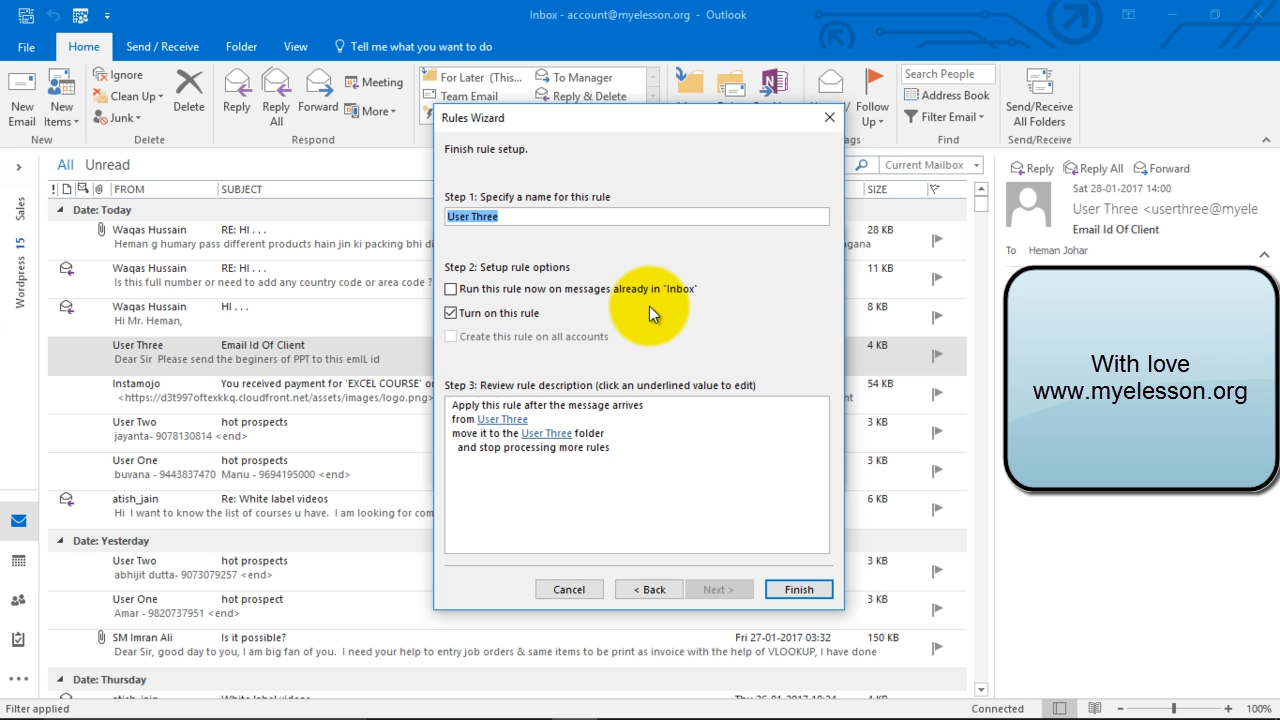 Inbox - account@myelesson.org - Outlook
File Home Send / Receive Folder View Tell me what you want to do
New Email
New Items
New
Ignore
Clean Up
Junk
Delete
Delete
Reply
Reply All
Forward
Meeting
More
Respond
For Later (This...
Team Email
To Manager
Reply & Delete
Follow Up
ags
Search People
Address Book
Filter Email
Find
Send/Receive All Folders
Send/Receive
All Unread
Current Mailbox
FROM SUBJECT SIZE
Date: Today
Waqas Hussain RE: HI . . . 28 KB
Heman g humary pass different products hain jin ki packing bhi di
agana
Waqas Hussain RE: HI . . . 11 KB
Is this full number or need to add any country code or area code ?
Waqas Hussain HI . . . 8 KB
Hi Mr. Heman,
User Three Email Id Of Client 4 KB
Dear Sir Please send the beginers of PPT to this emIL id
Instamojo You received payment for 'EXCEL COURSE' o 54 KB
<https://d3t997oftexkkq.cloudfront.net/assets/images/logo.png>
nt
User Two hot prospects 3 KB
jayanta- 9078130814 <end>
User One hot prospects 3 KB
buvana - 9443837470 Manu - 9694195000 <end>
atish_jain Re: White label videos 6 KB
Hi I want to know the list of courses u have. I am looking for com
Date: Yesterday
User Two hot prospects 3 KB
abhijit dutta- 9073079257 <end>
User One hot prospect 3 KB
Amar - 9820737951 <end>
SM Imran Ali Is it possible? Fri 27-01-2017 03:32 150 KB
Dear Sir, good day to you, I am big fan of you. I need your help to entry job orders & same items to be print as invoice with the help of VLOOKUP, I have done
Date: Thursday
Sales
Wordpress 15
Rules Wizard
Finish rule setup.
Step 1: Specify a name for this rule
User Three
Step 2: Setup rule options
Run this rule now on messages already in "Inbox"
Turn on this rule
Create this rule on all accounts
Step 3: Review rule description (click an underlined value to edit)
Apply this rule after the message arrives
from User Three
move it to the User Three folder
and stop processing more rules
Cancel < Back Next > Finish
Reply Reply All Forward
Sat 28-01-2017 14:00
User Three <userthree@myele
Email Id Of Client
To Heman Johar
With love
www.myelesson.org
Filter applied
Connected
100%